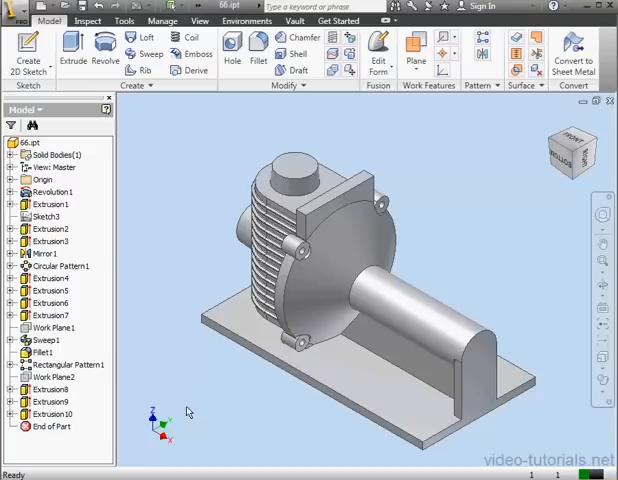 66.ipt
Type a keyword or phrase
Sign In
PRO
Model Inspect Tools Manage View Environments Vault Get Started
Create 2D Sketch
Extrude
Revolve
Loft
Sweep
Rib
Coil
Emboss
Derive
Hole
Fillet
Chamfer
Shell
Draft
Edit Form
Plane
Convert to Sheet Metal
Sketch
Create
Modify
Fusion
Work Features
Pattern
Surface
Convert
Model
66.ipt
Solid Bodies(1)
View: Master
Origin
Revolution1
Extrusion1
Sketch3
Extrusion2
Extrusion3
Mirror1
Circular Pattern1
Extrusion4
Extrusion5
Extrusion6
Extrusion7
Work Plane1
Sweep1
Fillet1
Rectangular Pattern1
Work Plane2
Extrusion8
Extrusion9
Extrusion10
End of Part
FRONT
RIGHT
BOTTOM
Z
Y
X
video-tutorials.net
Ready
1 1